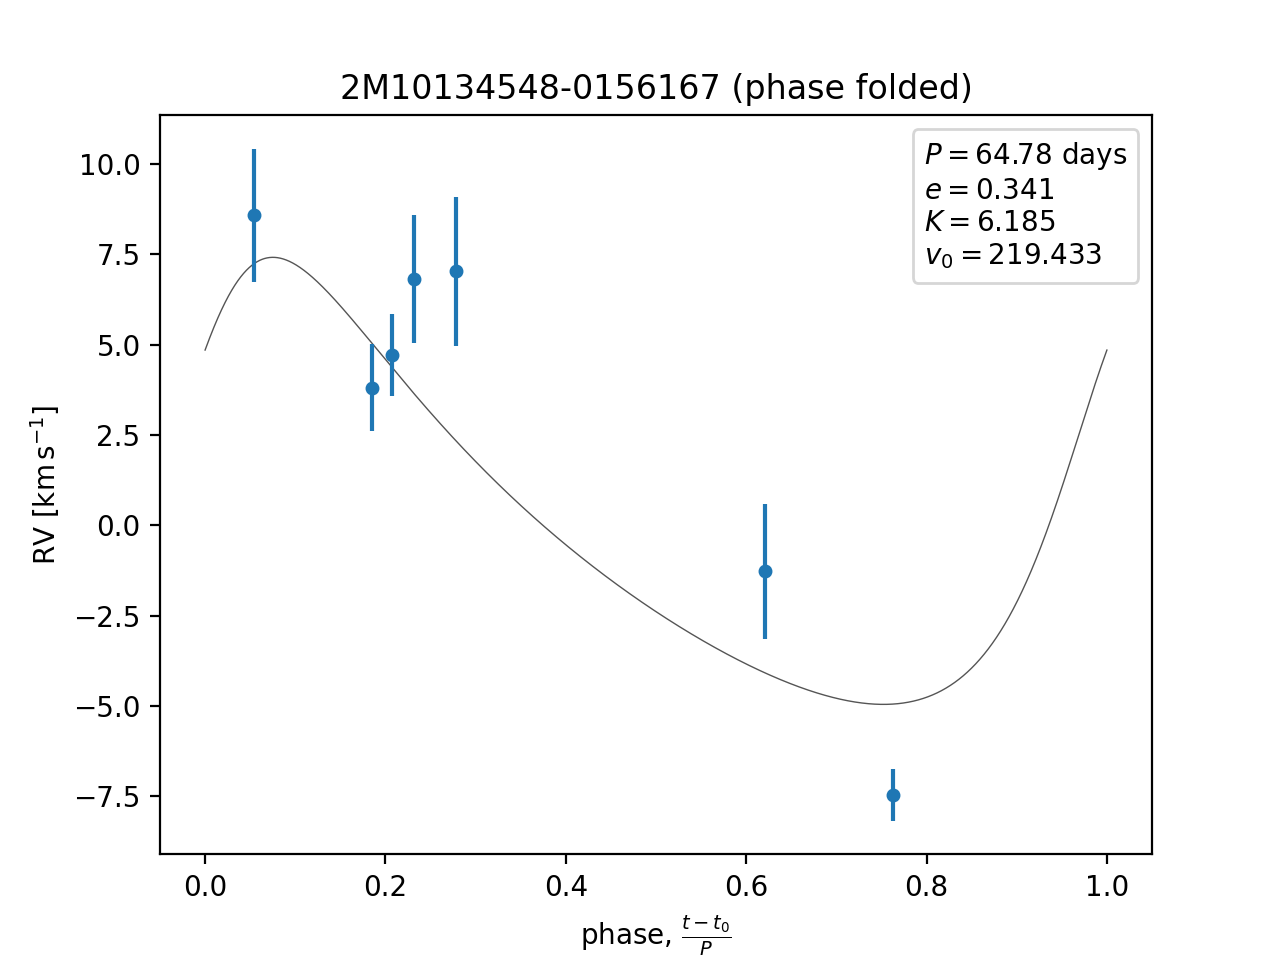 2M10134548-0156167 (phase folded)
P = 64.78 days
e = 0.341
K = 6.185
v₀ = 219.433
10.0
7.5
5.0
2.5
0.0
−2.5
−5.0
−7.5
RV [km s⁻¹]
0.0 0.2 0.4 0.6 0.8 1.0
phase, (t − t₀)/P